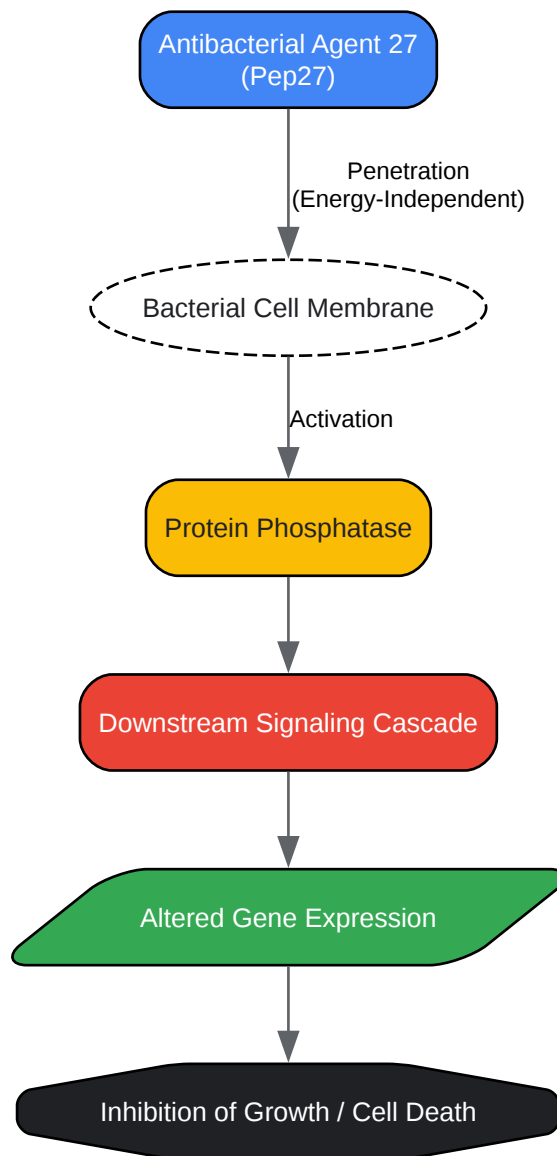 Antibacterial Agent 27
(Pep27)
Penetration
(Energy-Independent)
Bacterial Cell Membrane
Activation
Protein Phosphatase
Downstream Signaling Cascade
Altered Gene Expression
Inhibition of Growth / Cell Death